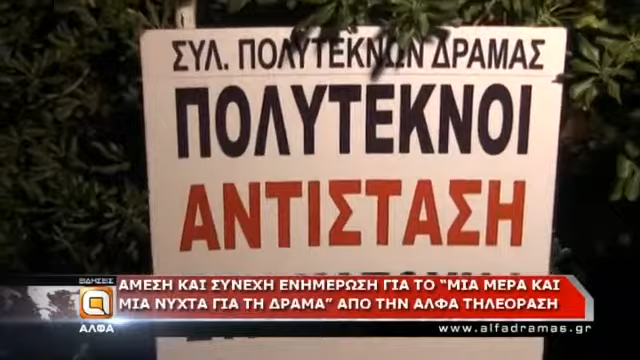 ΣΥΛ. ΠΟΛΥΤΕΚΝΩΝ ΔΡΑΜΑΣ
ΠΟΛΥΤΕΚΝΟΙ
ΑΝΤΙΣΤΑΣΗ
ΕΙΔΗΣΕΙΣ
ΑΜΕΣΗ ΚΑΙ ΣΥΝΕΧΗ ΕΝΗΜΕΡΩΣΗ ΓΙΑ ΤΟ “ΜΙΑ ΜΕΡΑ ΚΑΙ
ΜΙΑ ΝΥΧΤΑ ΓΙΑ ΤΗ ΔΡΑΜΑ” ΑΠΟ ΤΗΝ ΑΛΦΑ ΤΗΛΕΟΡΑΣΗ
ΑΛΦΑ
www.alfadramas.gr